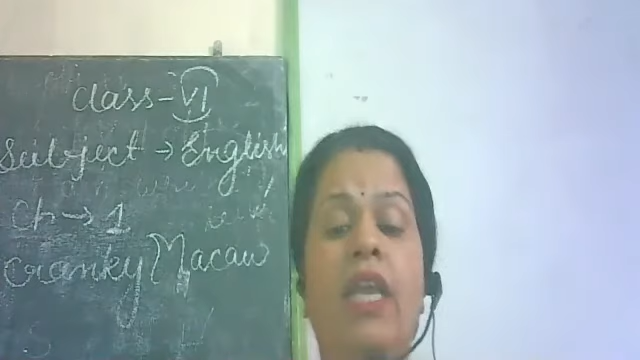 Class-VI
Subject → English
Ch → 1
Cranky Macaw